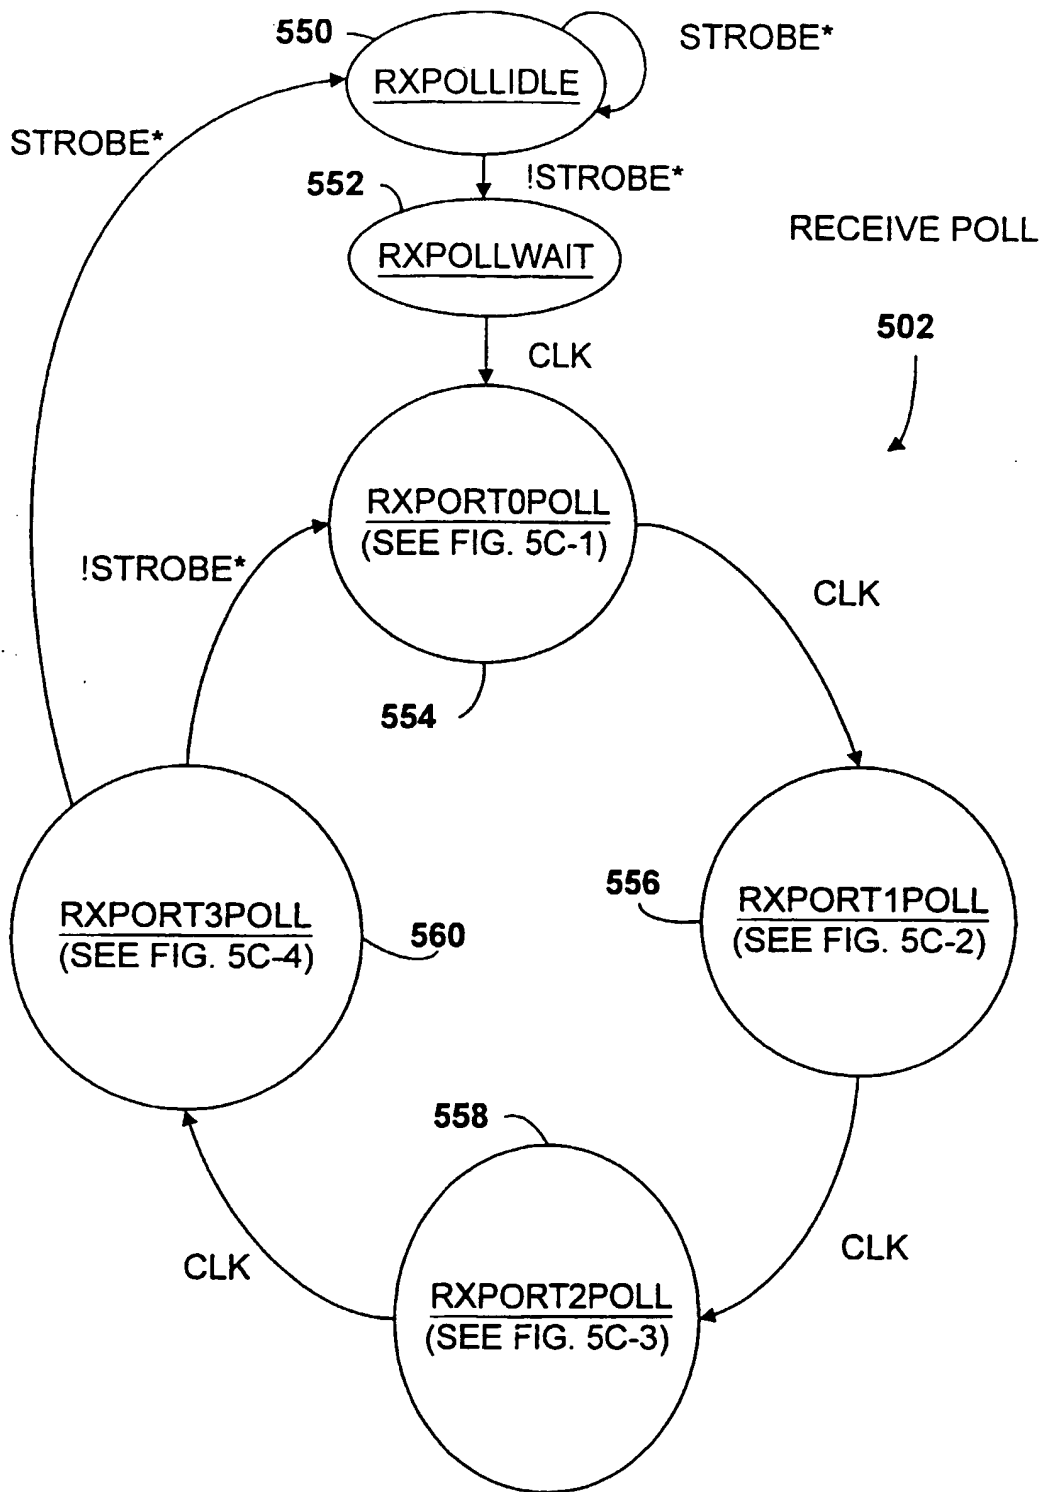 550
STROBE*
RXPOLLIDLE
STROBE*
!STROBE*
552
RXPOLLWAIT
RECEIVE POLL
502
CLK
RXPORT0POLL
(SEE FIG. 5C-1)
!STROBE*
CLK
554
556
RXPORT1POLL
(SEE FIG. 5C-2)
RXPORT3POLL
(SEE FIG. 5C-4)
560
558
CLK
CLK
RXPORT2POLL
(SEE FIG. 5C-3)